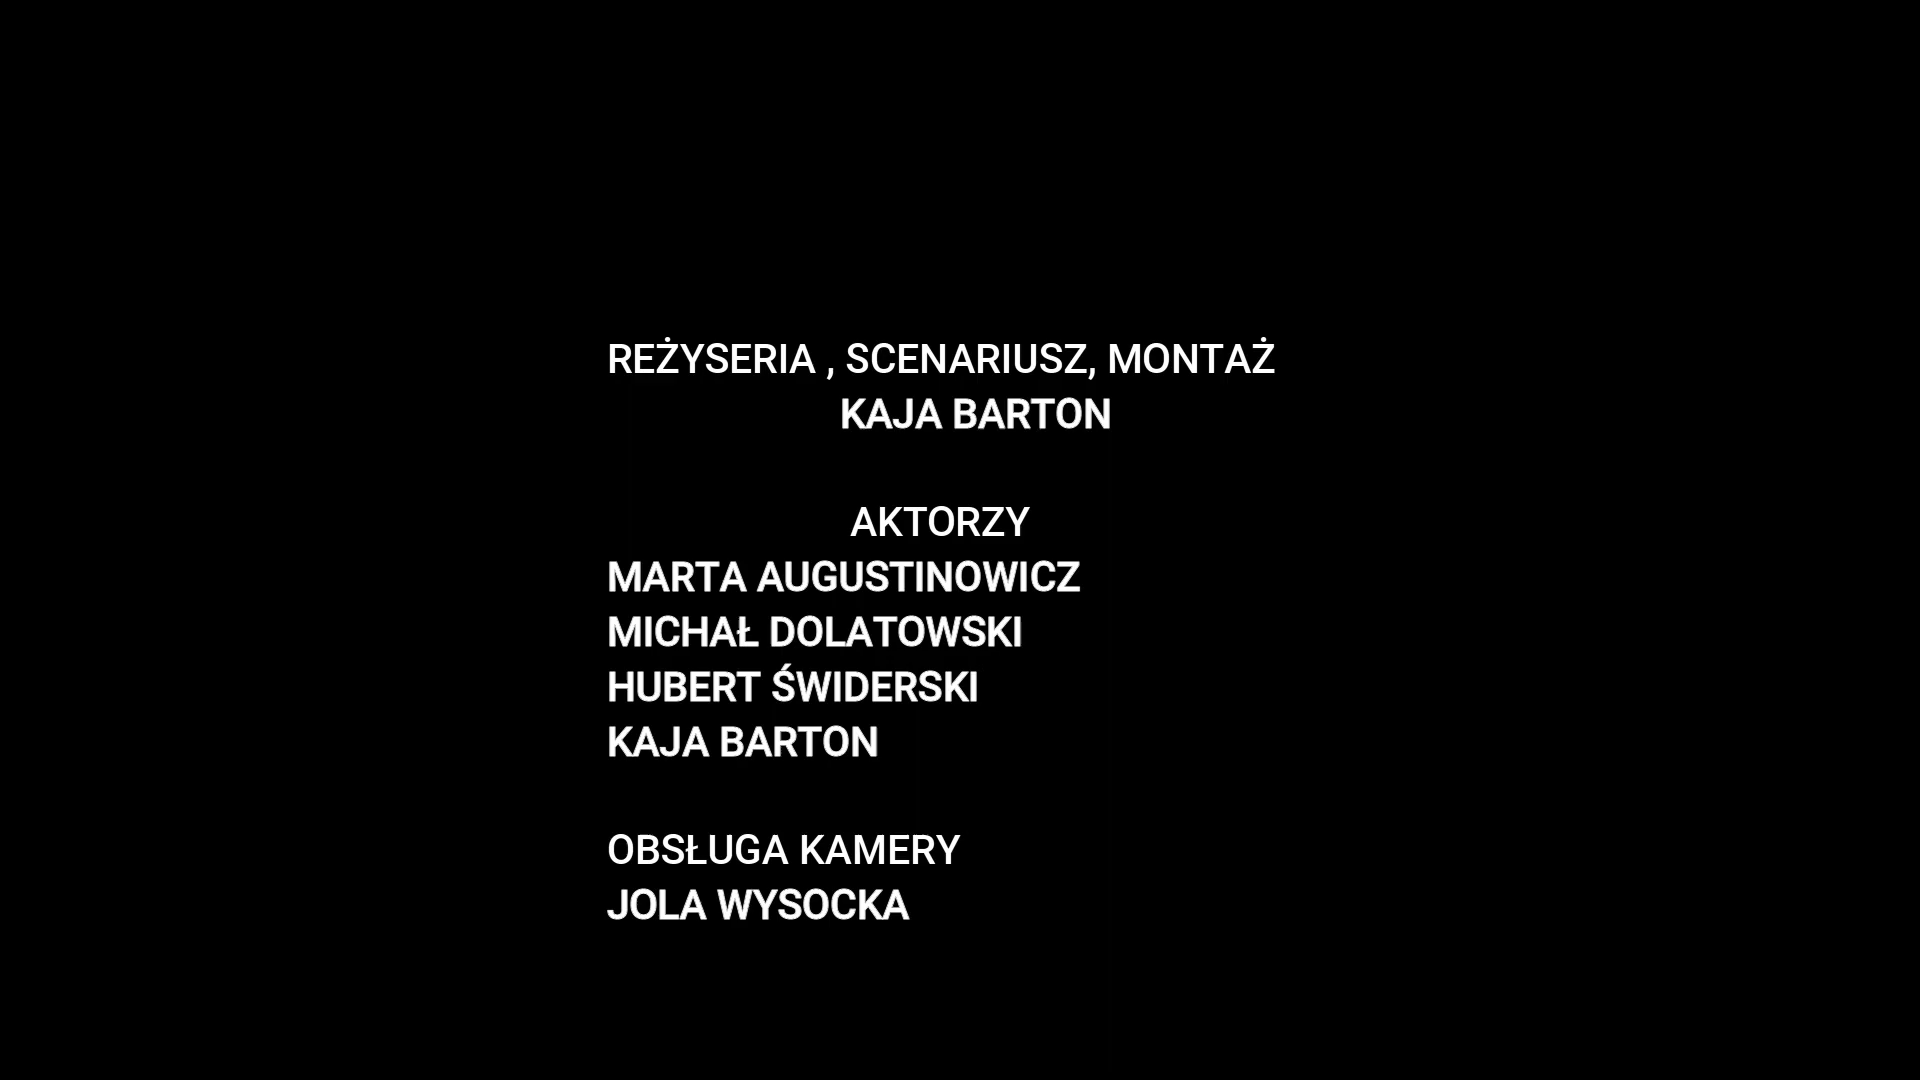 REŻYSERIA , SCENARIUSZ, MONTAŻ
KAJA BARTON
AKTORZY
MARTA AUGUSTINOWICZ
MICHAŁ DOLATOWSKI
HUBERT ŚWIDERSKI
KAJA BARTON
OBSŁUGA KAMERY
JOLA WYSOCKA